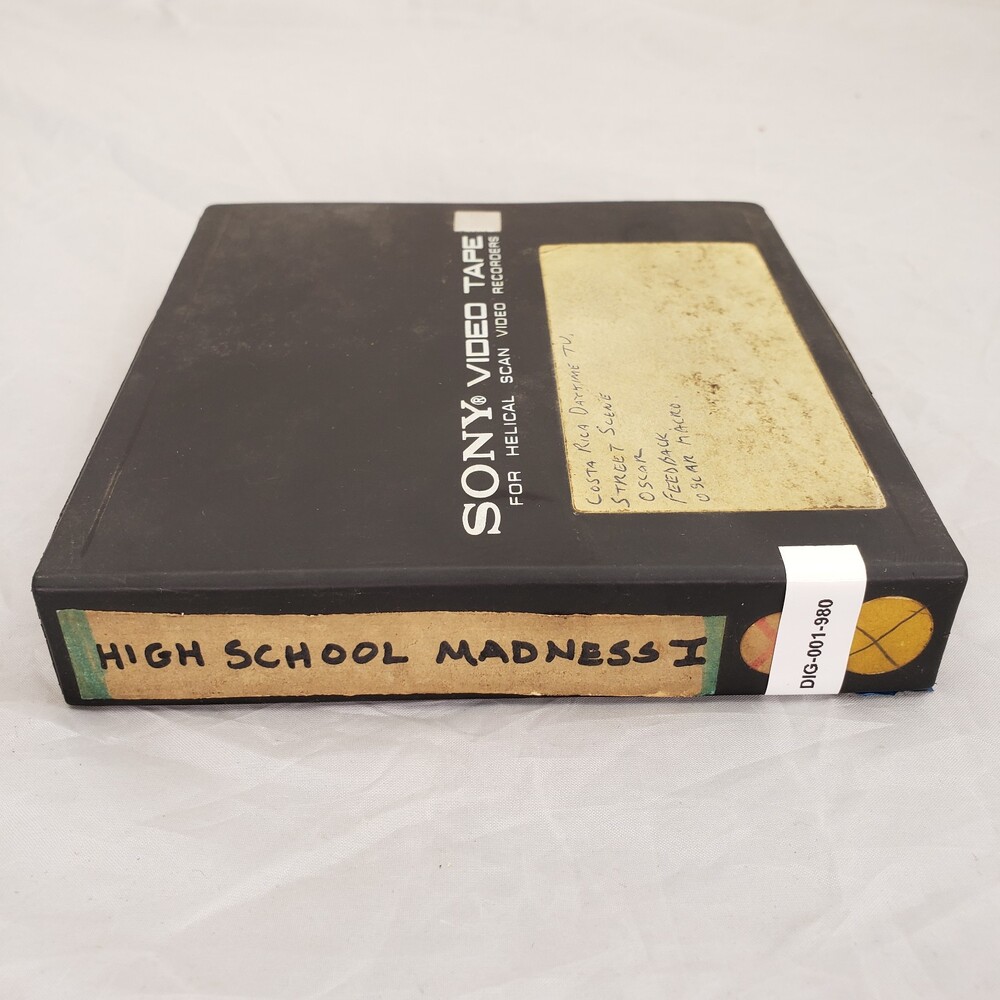 SONY® VIDEO TAPE
FOR HELICAL SCAN VIDEO RECORDERS
COSTA RICA DAYTIME TV,
STREET SCENE
OSCAR
FEEDBACK
OSCAR MACRO.
HIGH SCHOOL MADNESS I
DIG-001-980